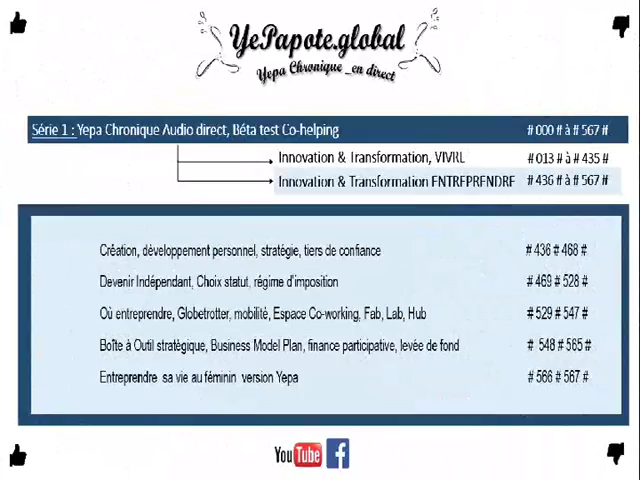 YePapote.global
Yepa Chronique _en direct
Série 1 : Yepa Chronique Audio direct, Béta test Co-helping # 000 # à # 567 #
Innovation & Transformation, VIVRE # 013 # à # 435 #
Innovation & Transformation ENTREPRENDRE # 436 # à # 567 #
Création, développement personnel, stratégie, tiers de confiance # 436 # 468 #
Devenir Indépendant, Choix statut, régime d'imposition # 469 # 528 #
Où entreprendre, Globetrotter, mobilité, Espace Co-working, Fab, Lab, Hub # 529 # 547 #
Boîte à Outil stratégique, Business Model Plan, finance participative, levée de fond # 548 # 565 #
Entreprendre sa vie au féminin version Yepa # 566 # 567 #
YouTube f